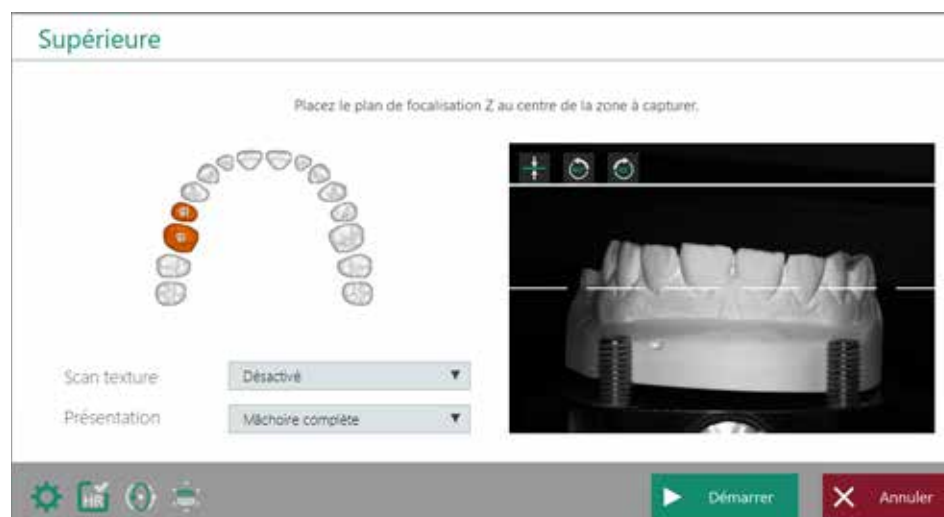 Supérieure
Placez le plan de focalisation Z au centre de la zone à capturer.
Scan texture
Désactivé
Présentation
Mâchoire complète
HR
Démarrer
Annuler